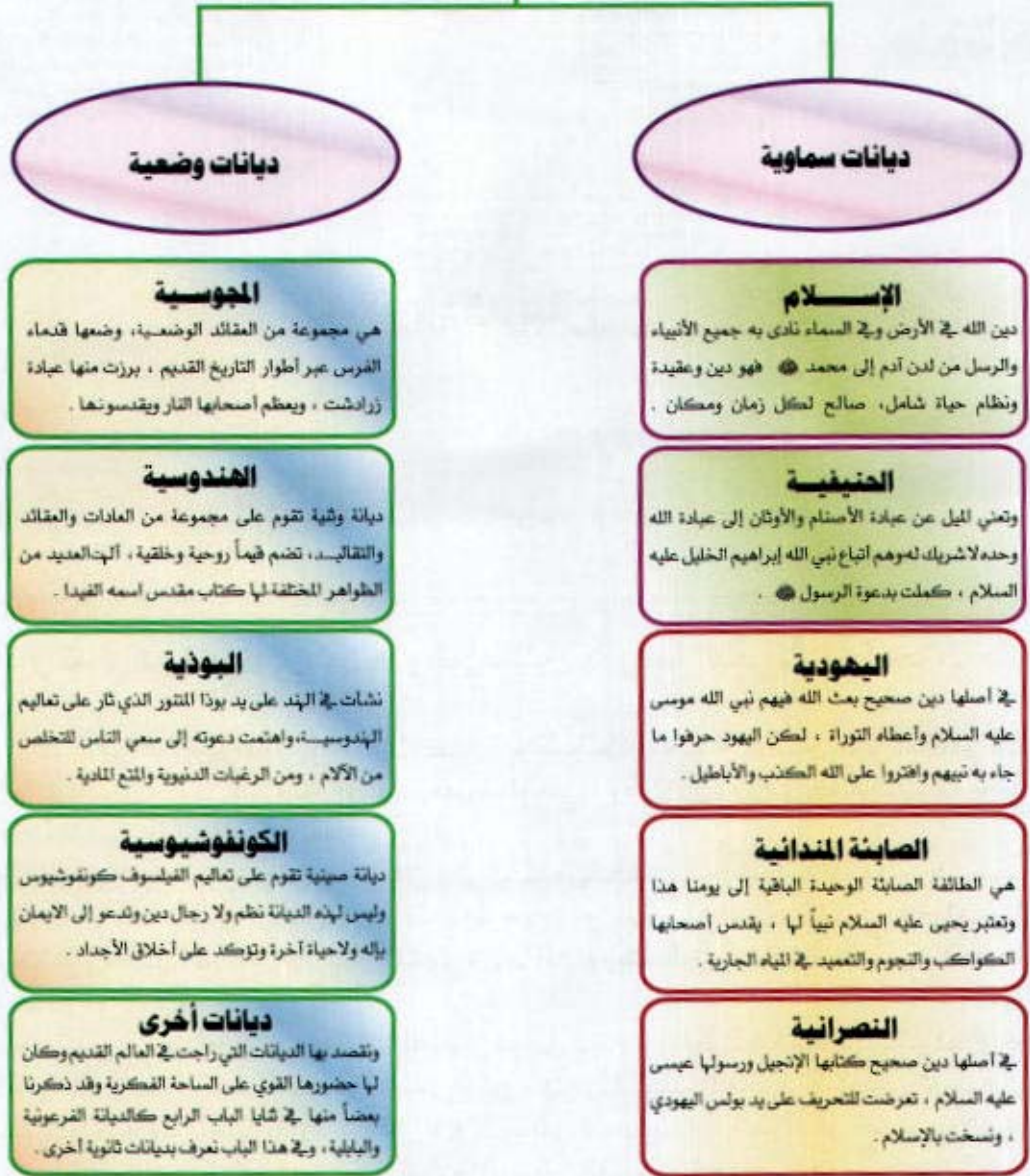 ديانات سماوية
الإســـــلام
دين الله في الأرض وفي السماء نادى به جميع الأنبياء
والرسل من لدن آدم إلى محمد ﷺ فهو دين وعقيدة
ونظام حياة شامل، صالح لكل زمان ومكان .
الحنيفيــة
وتعني الميل عن عبادة الأصنام والأوثان إلى عبادة الله
وحده لاشريك له وهم أتباع نبي الله إبراهيم الخليل عليه
السلام ، كملت بدعوة الرسول ﷺ .
اليهودية
في أصلها دين صحيح بعث الله فيهم نبي الله موسى
عليه السلام وأعطاه التوراة ، لكن اليهود حرفوا ما
جاء به نبيهم وافتروا على الله الكذب والأباطيل .
الصابئة المندائية
هي الطائفة الصابئة الوحيدة الباقية إلى يومنا هذا
وتعتبر يحيى عليه السلام نبياً لها ، يقدس أصحابها
الكواكب والنجوم والتعميد في المياه الجارية .
النصرانية
في أصلها دين صحيح كتابها الإنجيل ورسولها عيسى
عليه السلام ، تعرضت للتحريف على يد بولس اليهودي
، ونسخت بالإسلام .
ديانات وضعية
المجوســية
هي مجموعة من العقائد الوضعـية، وضعها قدماء
الفرس عبر أطوار التاريخ القديم ، برزت منها عبادة
زرادشت ، ويعظم أصحابها النار ويقدسونـها .
الهندوسية
ديانة وثنية تقوم على مجموعة من العادات والعقائد
والتقاليــد، تضم قيماً روحية وخلقية ، ألهت العديد من
الظواهر المختلفة لها كتاب مقدس اسمه الفيدا .
البوذية
نشأت في الهند على يد بوذا المتنور الذي ثار على تعاليم
الهندوسيــة، واهتمت دعوته إلى سعي الناس للتخلص
من الآلام ، ومن الرغبات الدنيوية والمتع المادية .
الكونفوشيوسية
ديانة صينية تقوم على تعاليم الفيلسوف كونفوشيوس
وليس لهذه الديانة نظم ولا رجال دين وتدعو إلى الايمان
بإله ولاحياة آخرة وتؤكد على أخلاق الأجداد .
ديانات أخرى
ونقصد بها الديانات التي راجت في العالم القديم وكان
لها حضورها القوي على الساحة الفكرية وقد ذكرنا
بعضاً منها في ثنايا الباب الرابع كالديانة الفرعونية
والبابلية ، وفي هذا الباب نعرف بديانات ثانوية أخرى .